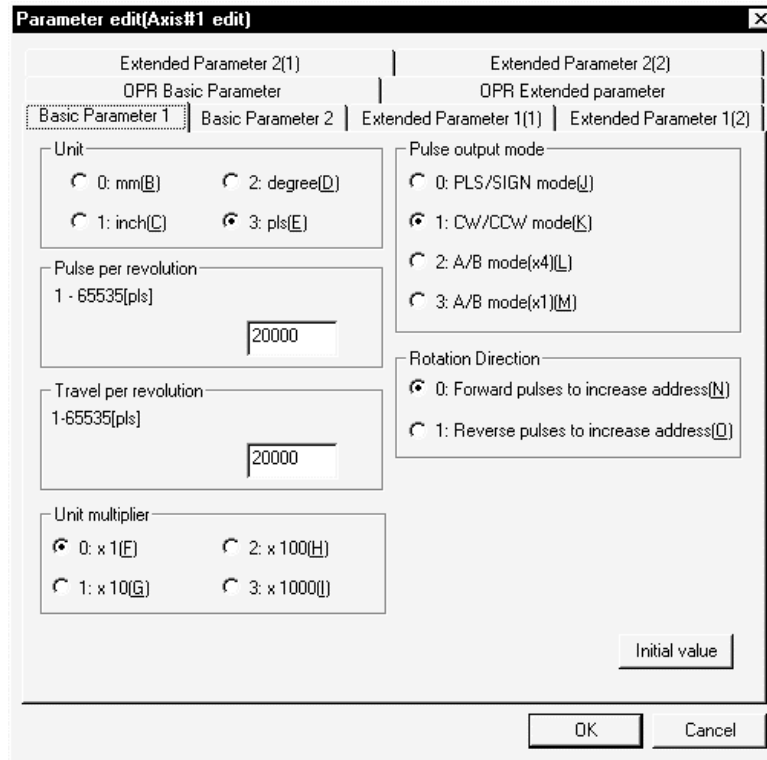 Parameter edit(Axis#1 edit)
Extended Parameter 2(1)
Extended Parameter 2(2)
OPR Basic Parameter
OPR Extended parameter
Basic Parameter 1
Basic Parameter 2
Extended Parameter 1(1)
Extended Parameter 1(2)
Unit
0: mm(B)
2: degree(D)
1: inch(C)
3: pls(E)
Pulse per revolution
1 - 65535[pls]
20000
Travel per revolution
1-65535[pls]
20000
Unit multiplier
0: x 1(F)
2: x 100(H)
1: x 10(G)
3: x 1000(I)
Pulse output mode
0: PLS/SIGN mode(J)
1: CW/CCW mode(K)
2: A/B mode(x4)(L)
3: A/B mode(x1)(M)
Rotation Direction
0: Forward pulses to increase address(N)
1: Reverse pulses to increase address(O)
Initial value
OK
Cancel